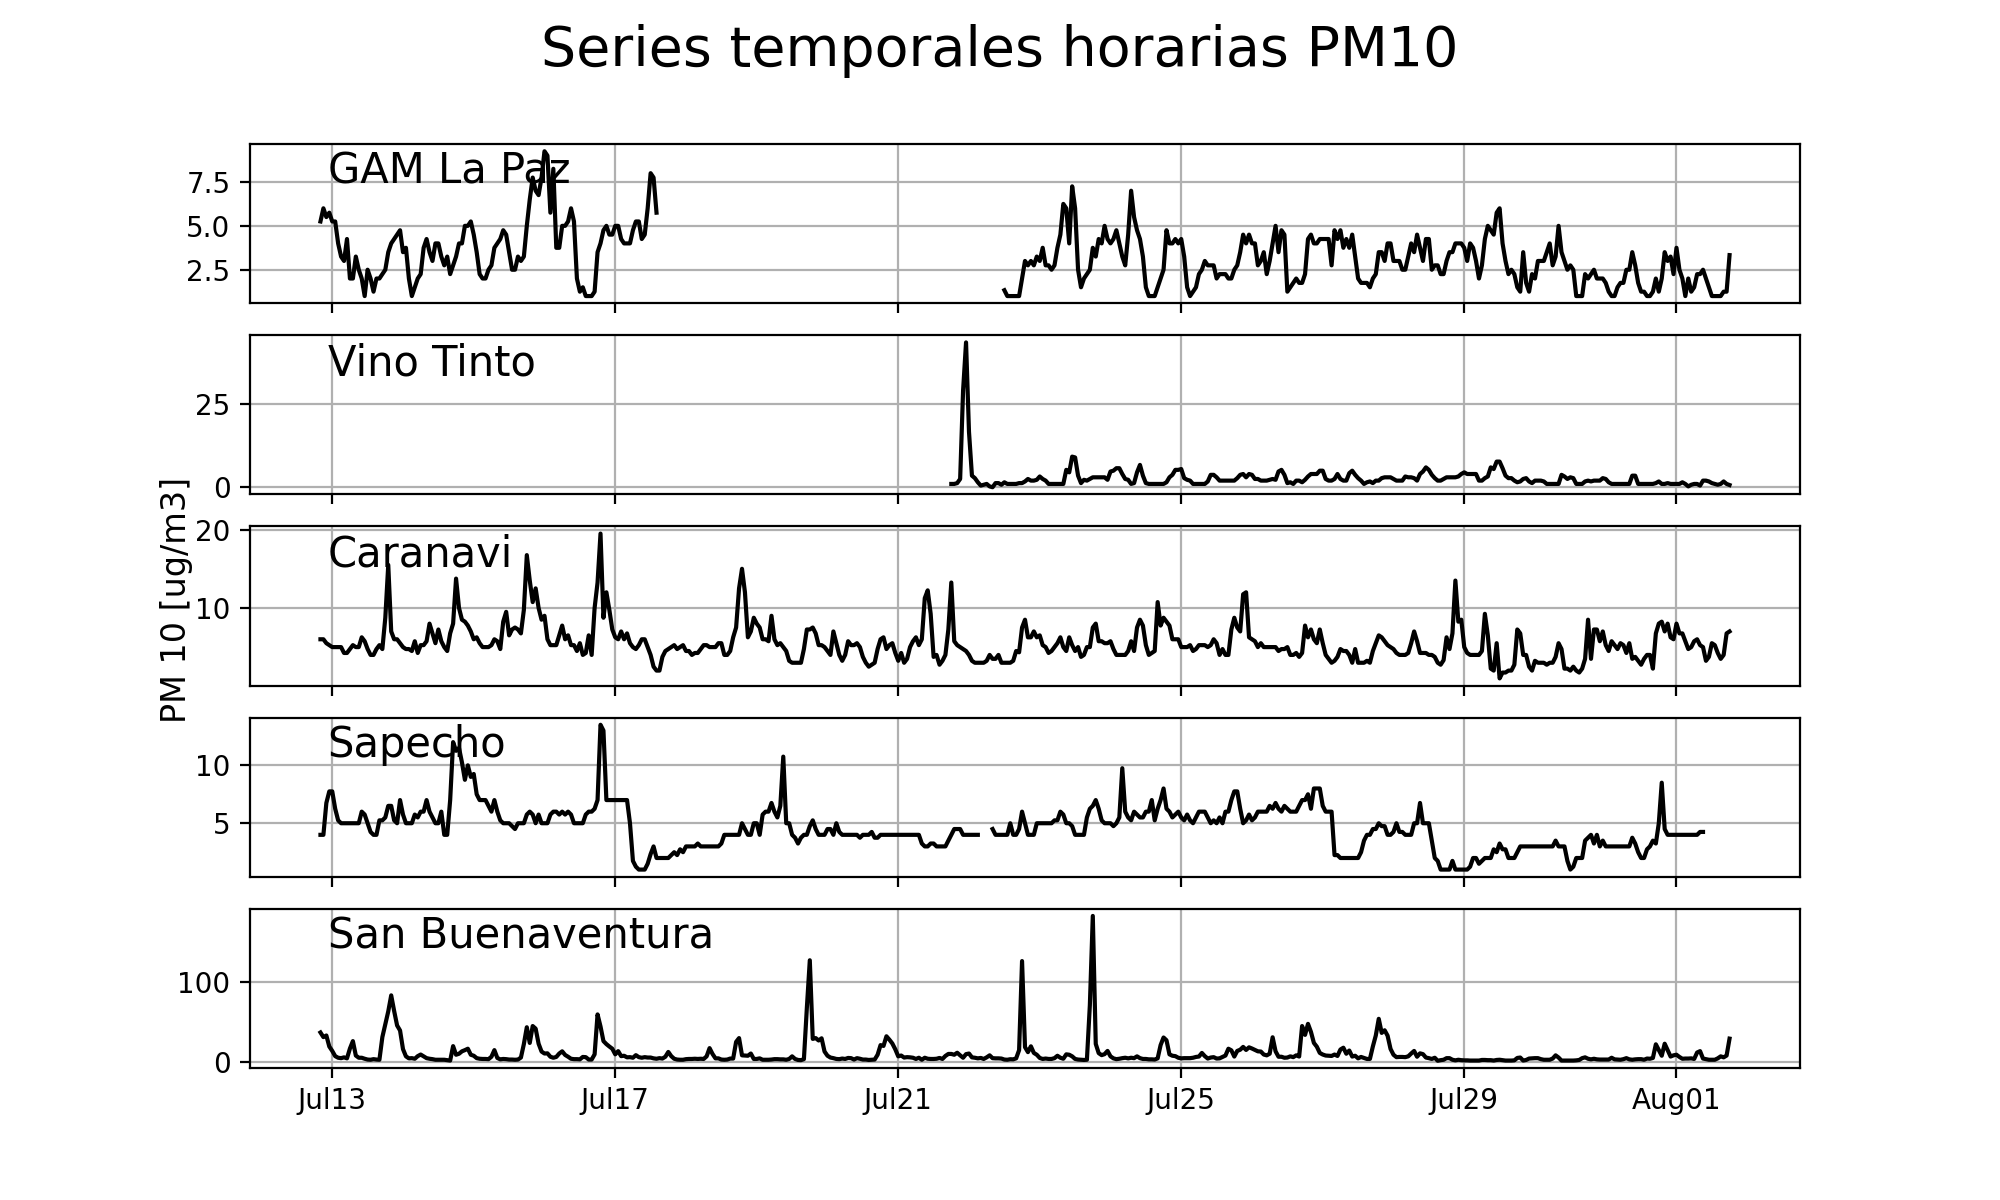 Series temporales horarias PM10
GAM La Paz
7.5
5.0
2.5
Vino Tinto
25
0
PM 10 [ug/m3]
Caranavi
20
10
Sapecho
10
5
San Buenaventura
100
0
Jul13 Jul17 Jul21 Jul25 Jul29 Aug01